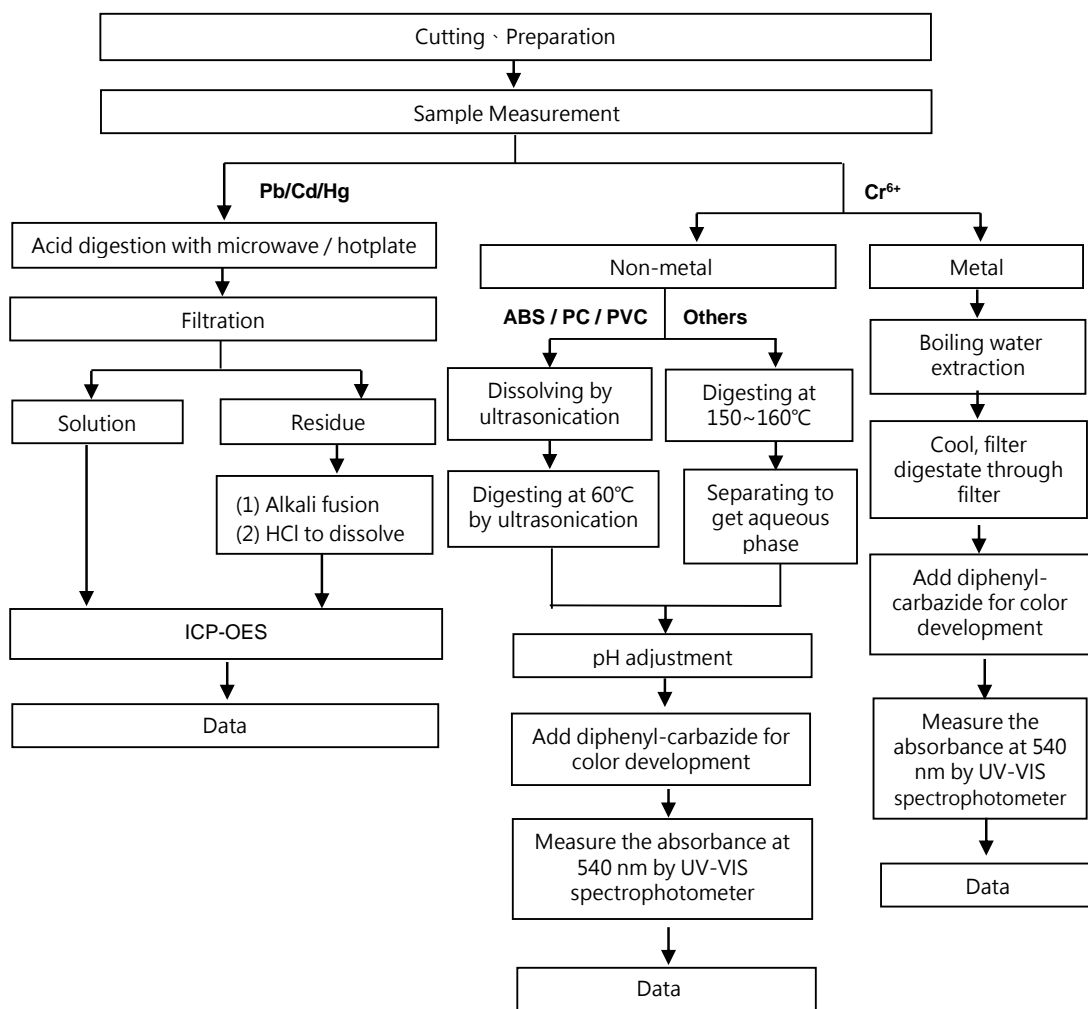 Cutting、Preparation
Sample Measurement
Pb/Cd/Hg
Cr⁶⁺
Acid digestion with microwave / hotplate
Non-metal
Metal
Filtration
ABS / PC / PVC
Others
Boiling water
extraction
Solution
Residue
Dissolving by
ultrasonication
Digesting at
150~160℃
Cool, filter
digestate through
filter
(1) Alkali fusion
(2) HCl to dissolve
Digesting at 60℃
by ultrasonication
Separating to
get aqueous
phase
Add diphenyl-
carbazide for color
development
ICP-OES
pH adjustment
Data
Add diphenyl-carbazide for
color development
Measure the
absorbance at 540
nm by UV-VIS
spectrophotometer
Measure the absorbance at
540 nm by UV-VIS
spectrophotometer
Data
Data